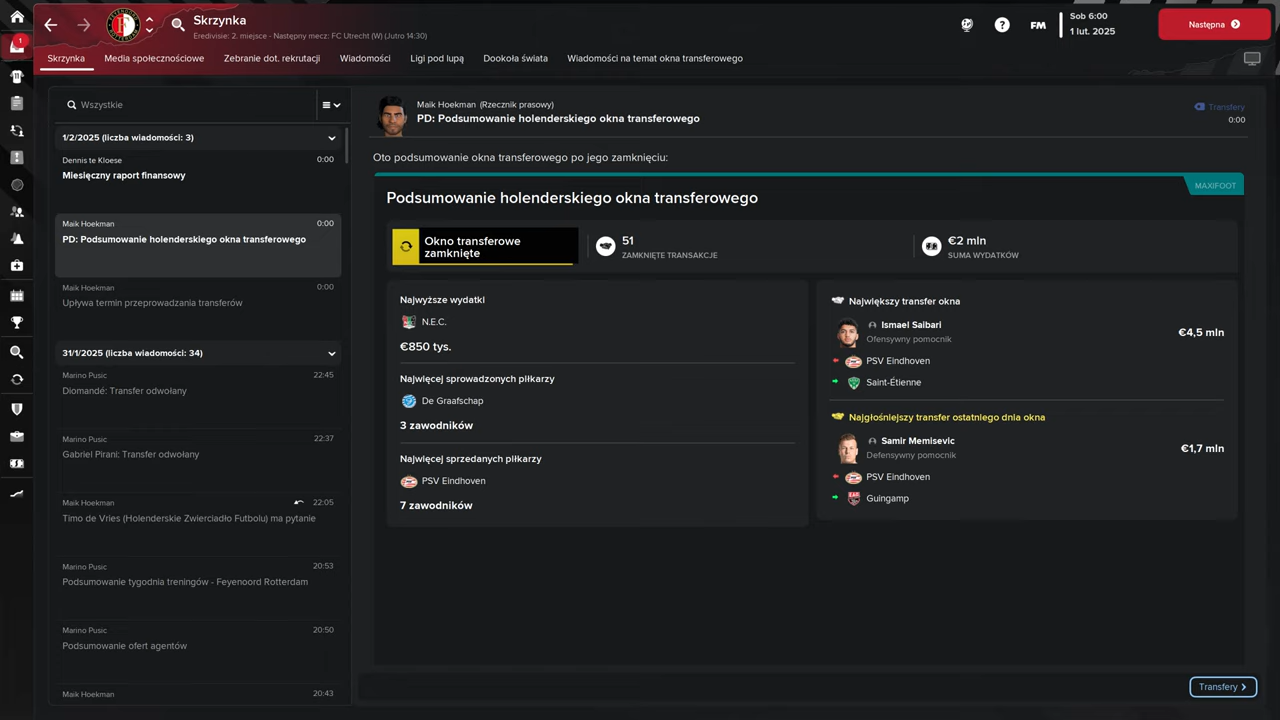 Skrzynka
Eredivisie: 2. miejsce - Następny mecz: FC Utrecht (W) (Jutro 14:30)
FM
Sob 6:00
1 lut. 2025
Następna
1
Skrzynka
Media społecznościowe
Zebranie dot. rekrutacji
Wiadomości
Ligi pod lupą
Dookoła świata
Wiadomości na temat okna transferowego
Wszystkie
1/2/2025 (liczba wiadomości: 3)
Dennis te Kloese 0:00
Miesięczny raport finansowy
Maik Hoekman 0:00
PD: Podsumowanie holenderskiego okna transferowego
Maik Hoekman 0:00
Upływa termin przeprowadzania transferów
31/1/2025 (liczba wiadomości: 34)
Marino Pusic 22:45
Diomandé: Transfer odwołany
Marino Pusic 22:37
Gabriel Pirani: Transfer odwołany
Maik Hoekman 22:05
Timo de Vries (Holenderskie Zwierciadło Futbolu) ma pytanie
Marino Pusic 20:53
Podsumowanie tygodnia treningów - Feyenoord Rotterdam
Marino Pusic 20:50
Podsumowanie ofert agentów
Maik Hoekman 20:43
Maik Hoekman (Rzecznik prasowy)
PD: Podsumowanie holenderskiego okna transferowego
Transfery
0:00
Oto podsumowanie okna transferowego po jego zamknięciu:
MAXIFOOT
Podsumowanie holenderskiego okna transferowego
Okno transferowe
zamknięte
51
ZAMKNIĘTE TRANSAKCJE
€2 mln
SUMA WYDATKÓW
Najwyższe wydatki
N.E.C.
€850 tys.
Najwięcej sprowadzonych piłkarzy
De Graafschap
3 zawodników
Najwięcej sprzedanych piłkarzy
PSV Eindhoven
7 zawodników
Największy transfer okna
Ismael Saibari
Ofensywny pomocnik
€4,5 mln
PSV Eindhoven
Saint-Étienne
Najgłośniejszy transfer ostatniego dnia okna
Samir Memisevic
Defensywny pomocnik
€1,7 mln
PSV Eindhoven
Guingamp
Transfery